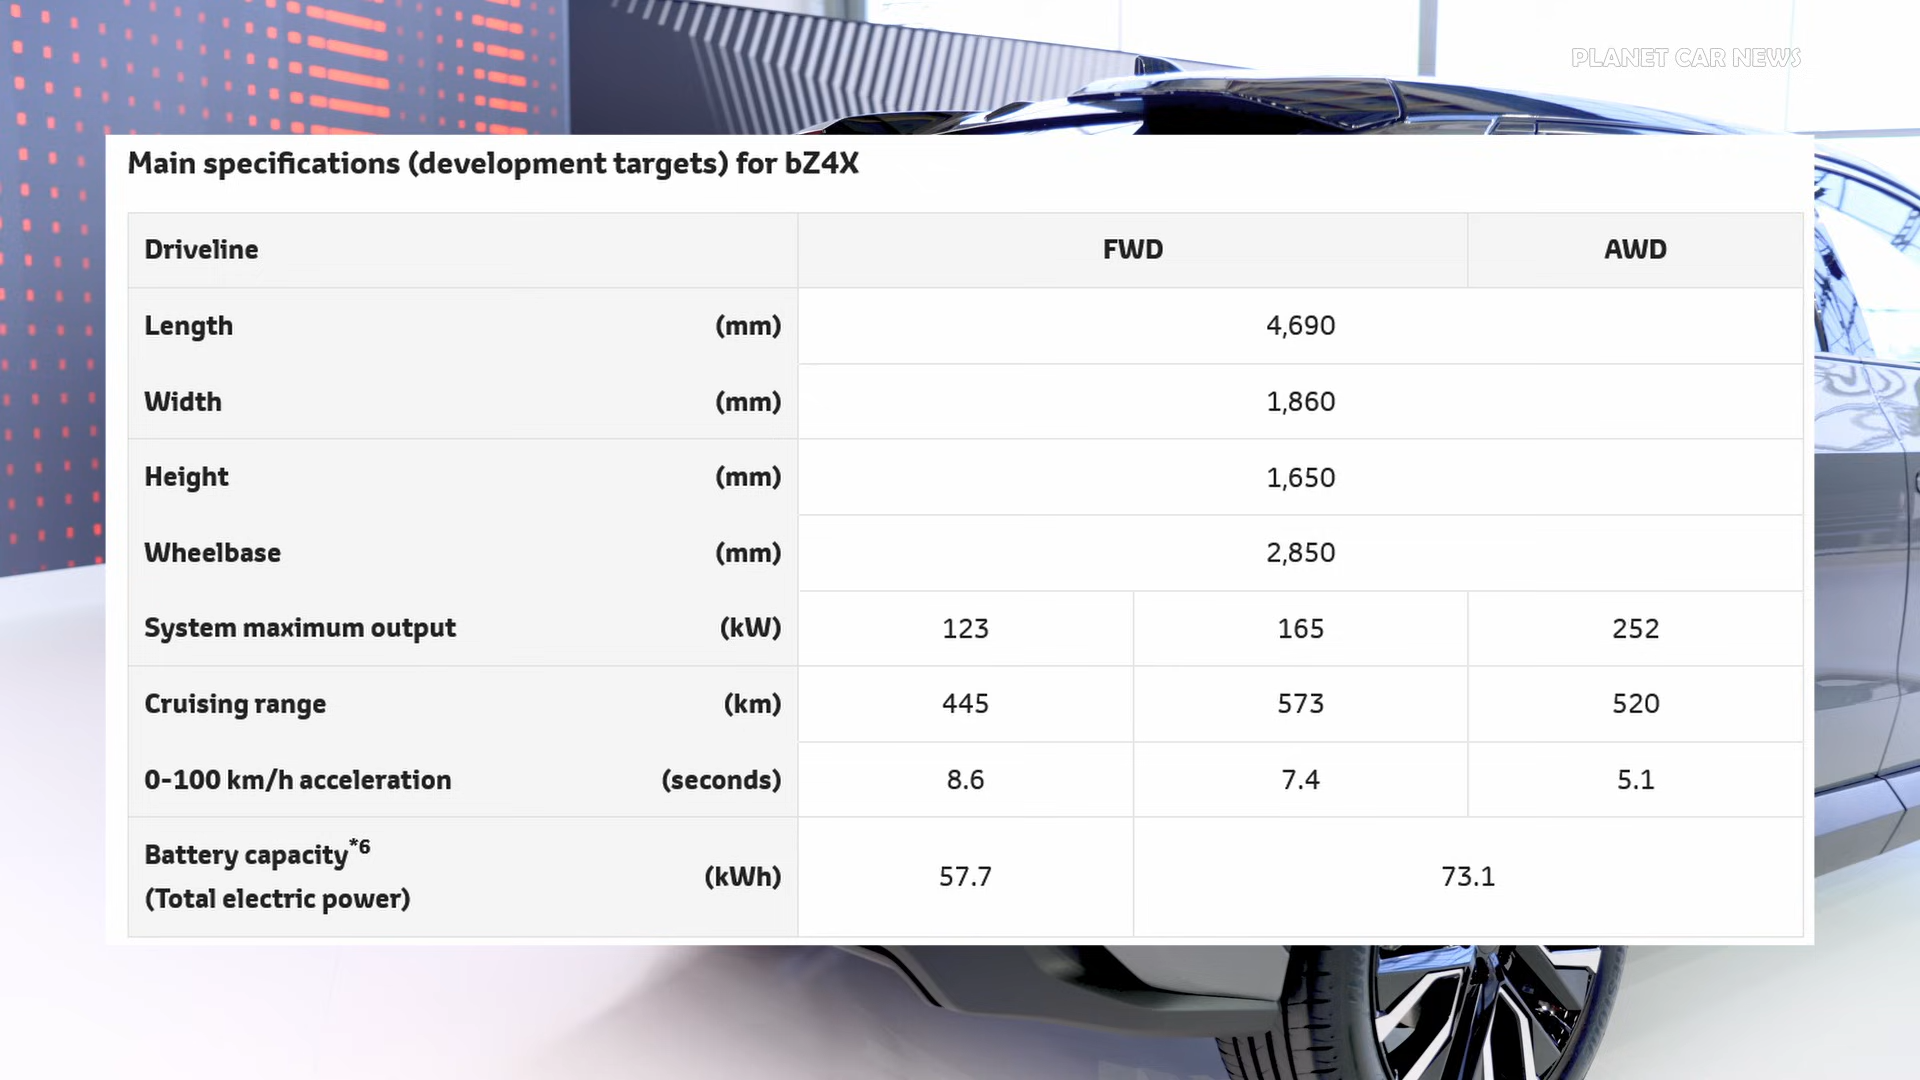 PLANET CAR NEWS
Main specifications (development targets) for bZ4X
Driveline FWD AWD
Length (mm) 4,690
Width (mm) 1,860
Height (mm) 1,650
Wheelbase (mm) 2,850
System maximum output (kW) 123 165 252
Cruising range (km) 445 573 520
0-100 km/h acceleration (seconds) 8.6 7.4 5.1
Battery capacity*6
(Total electric power) (kWh) 57.7 73.1